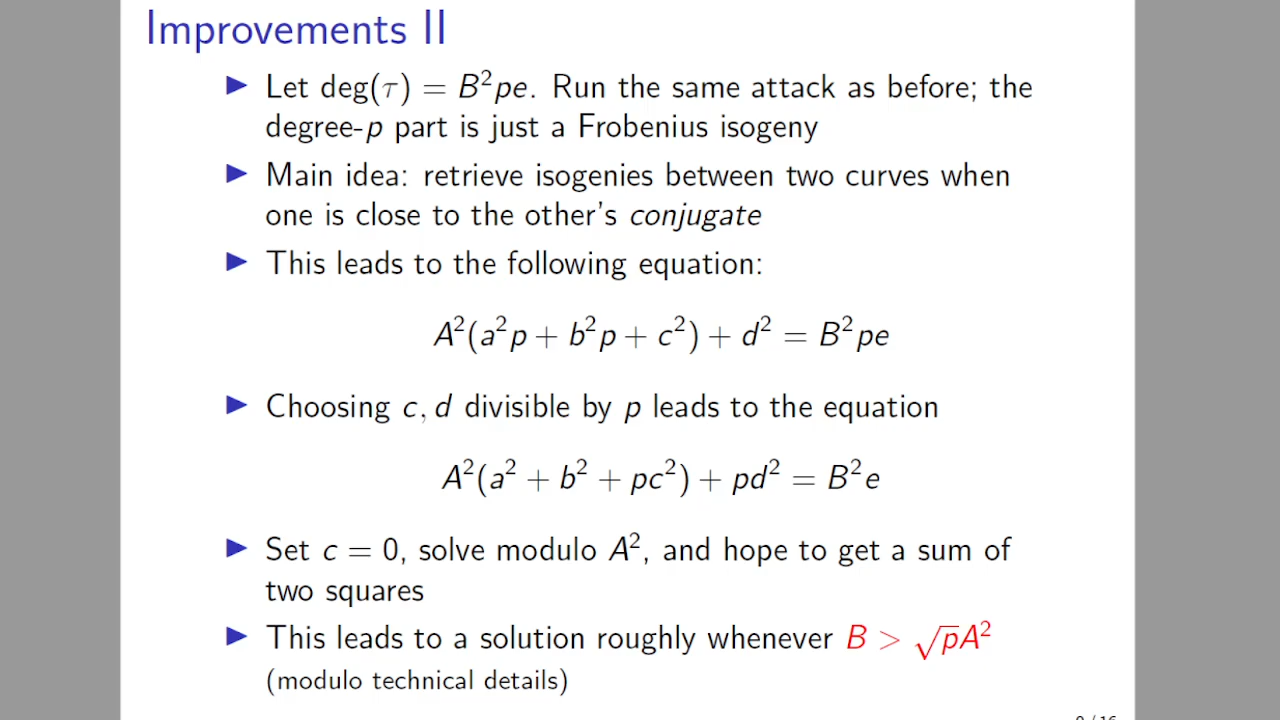 Improvements II
▶ Let deg(τ) = B²pe. Run the same attack as before; the
degree-p part is just a Frobenius isogeny
▶ Main idea: retrieve isogenies between two curves when
one is close to the other's conjugate
▶ This leads to the following equation:
A²(a²p + b²p + c²) + d² = B²pe
▶ Choosing c, d divisible by p leads to the equation
A²(a² + b² + pc²) + pd² = B²e
▶ Set c = 0, solve modulo A², and hope to get a sum of
two squares
▶ This leads to a solution roughly whenever B > √pA²
(modulo technical details)
9 / 16